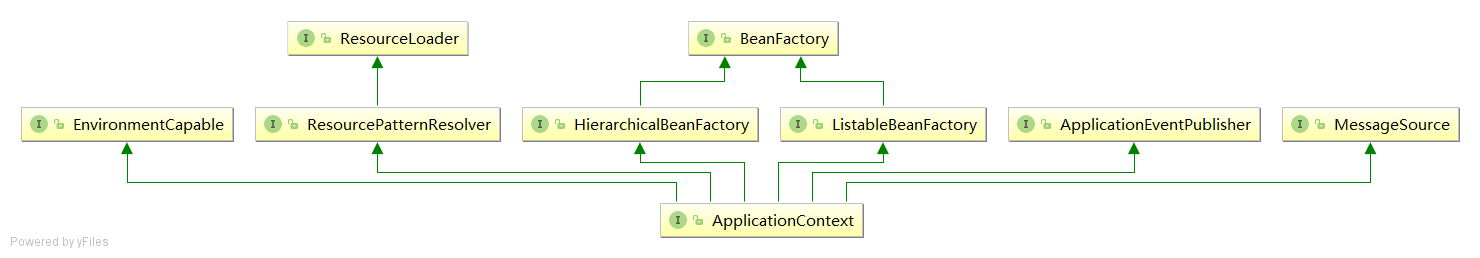 ResourceLoader
BeanFactory
EnvironmentCapable
ResourcePatternResolver
HierarchicalBeanFactory
ListableBeanFactory
ApplicationEventPublisher
MessageSource
ApplicationContext
Powered by yFiles